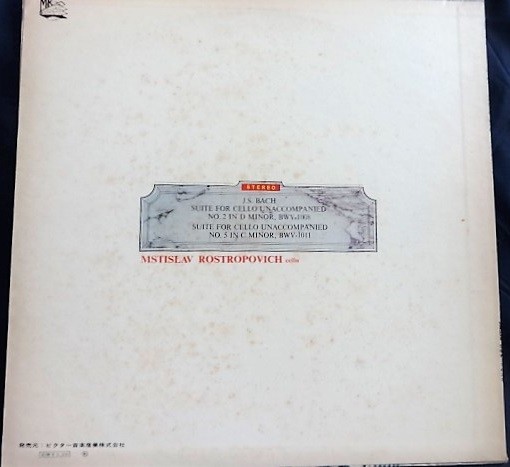 MK
STEREO
J.S. BACH
SUITE FOR CELLO UNACCOMPANIED
NO. 2 IN D MINOR, BWV-1008
SUITE FOR CELLO UNACCOMPANIED
NO. 5 IN C MINOR, BWV-1011
MSTISLAV ROSTROPOVICH cello
発売元:ビクター音楽産業株式会社